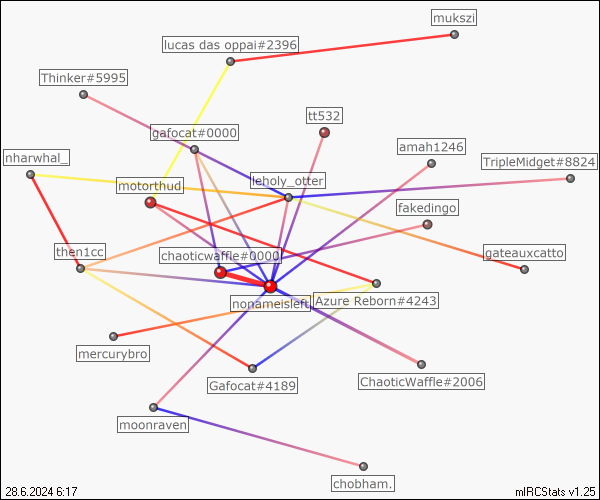 mukszi
lucas das oppai#2396
Thinker#5995
tt532
gafocat#0000
amah1246
nharwhal_
TripleMidget#8824
leholy_otter
motorthud
fakedingo
then1cc
chaoticwaffle#0000
gateauxcatto
nonameisleft
Azure Reborn#4243
mercurybro
Gafocat#4189
ChaoticWaffle#2006
moonraven
chobham.
28.6.2024 6:17
mIRCStats v1.25